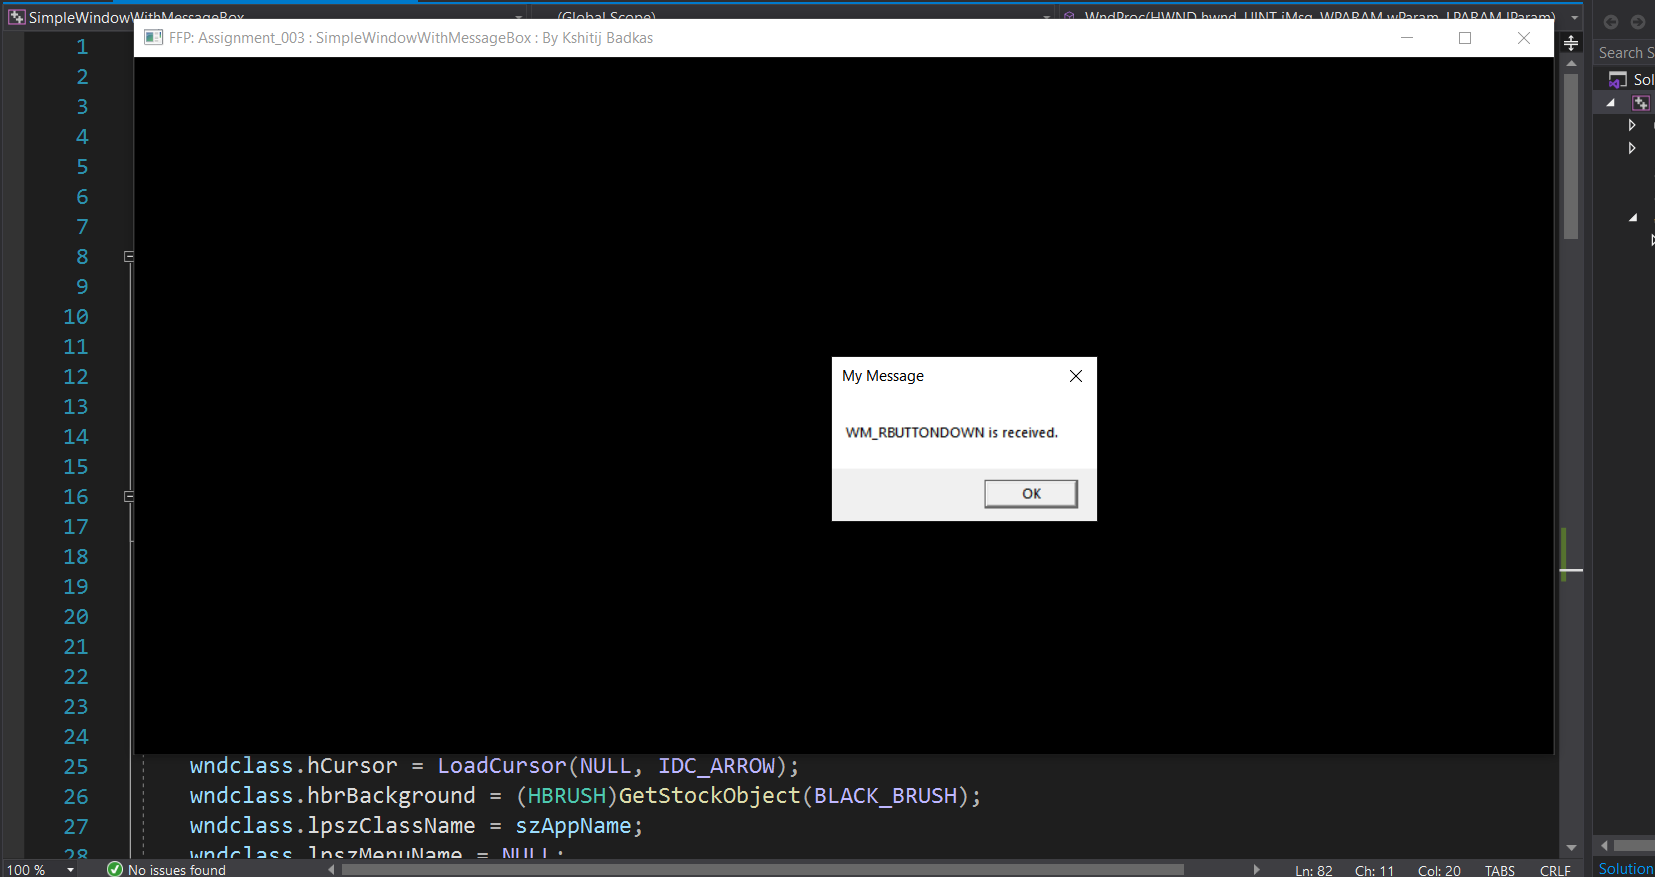 SimpleWindowWithMessageBox
(Global Scope)
WndProc(HWND hwnd, UINT iMsg, WPARAM wParam, LPARAM lParam)
FFP: Assignment_003 : SimpleWindowWithMessageBox : By Kshitij Badkas
Search S
Sol
1
2
3
4
5
6
7
8
9
10
11
12
My Message
13
14
WM_RBUTTONDOWN is received.
15
16
OK
17
18
19
20
21
22
23
24
25 wndclass.hCursor = LoadCursor(NULL, IDC_ARROW);
26 wndclass.hbrBackground = (HBRUSH)GetStockObject(BLACK_BRUSH);
27 wndclass.lpszClassName = szAppName;
28 wndclass.lpszMenuName = NULL;
100 % No issues found Ln: 82 Ch: 11 Col: 20 TABS CRLF
Solution